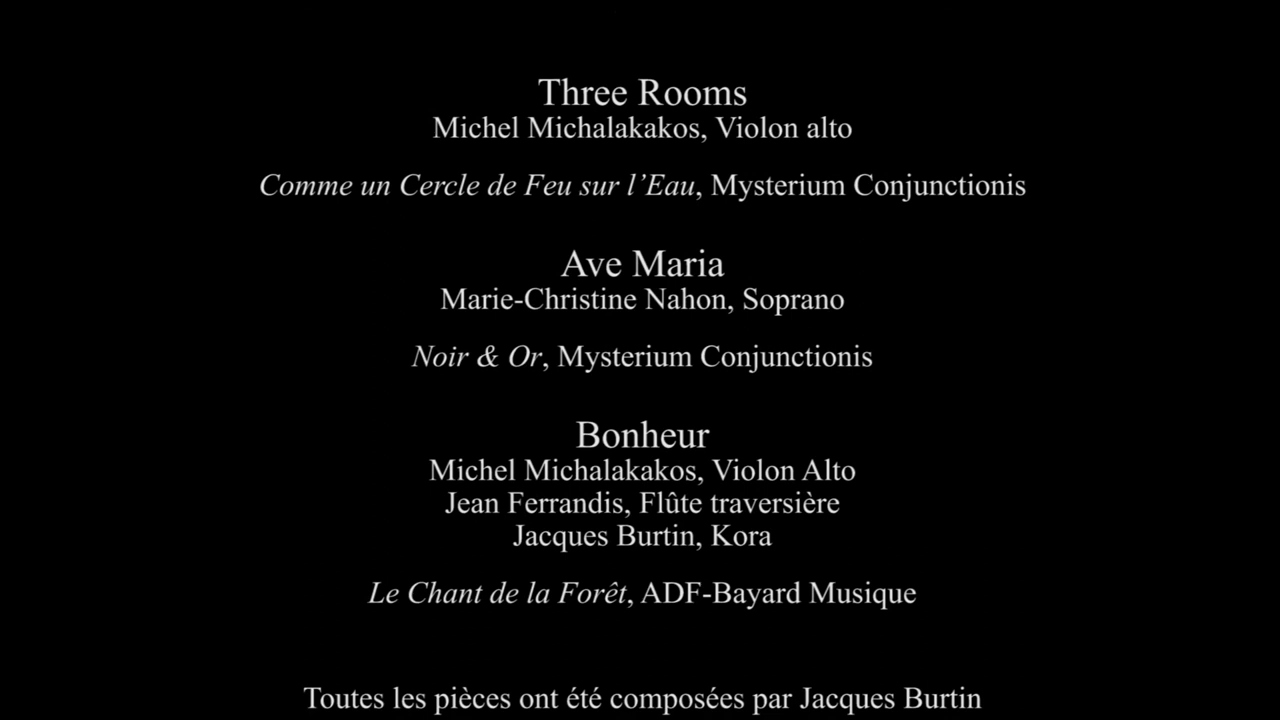 Three Rooms
Michel Michalakakos, Violon alto
Comme un Cercle de Feu sur l’Eau, Mysterium Conjunctionis
Ave Maria
Marie-Christine Nahon, Soprano
Noir & Or, Mysterium Conjunctionis
Bonheur
Michel Michalakakos, Violon Alto
Jean Ferrandis, Flûte traversière
Jacques Burtin, Kora
Le Chant de la Forêt, ADF-Bayard Musique
Toutes les pièces ont été composées par Jacques Burtin